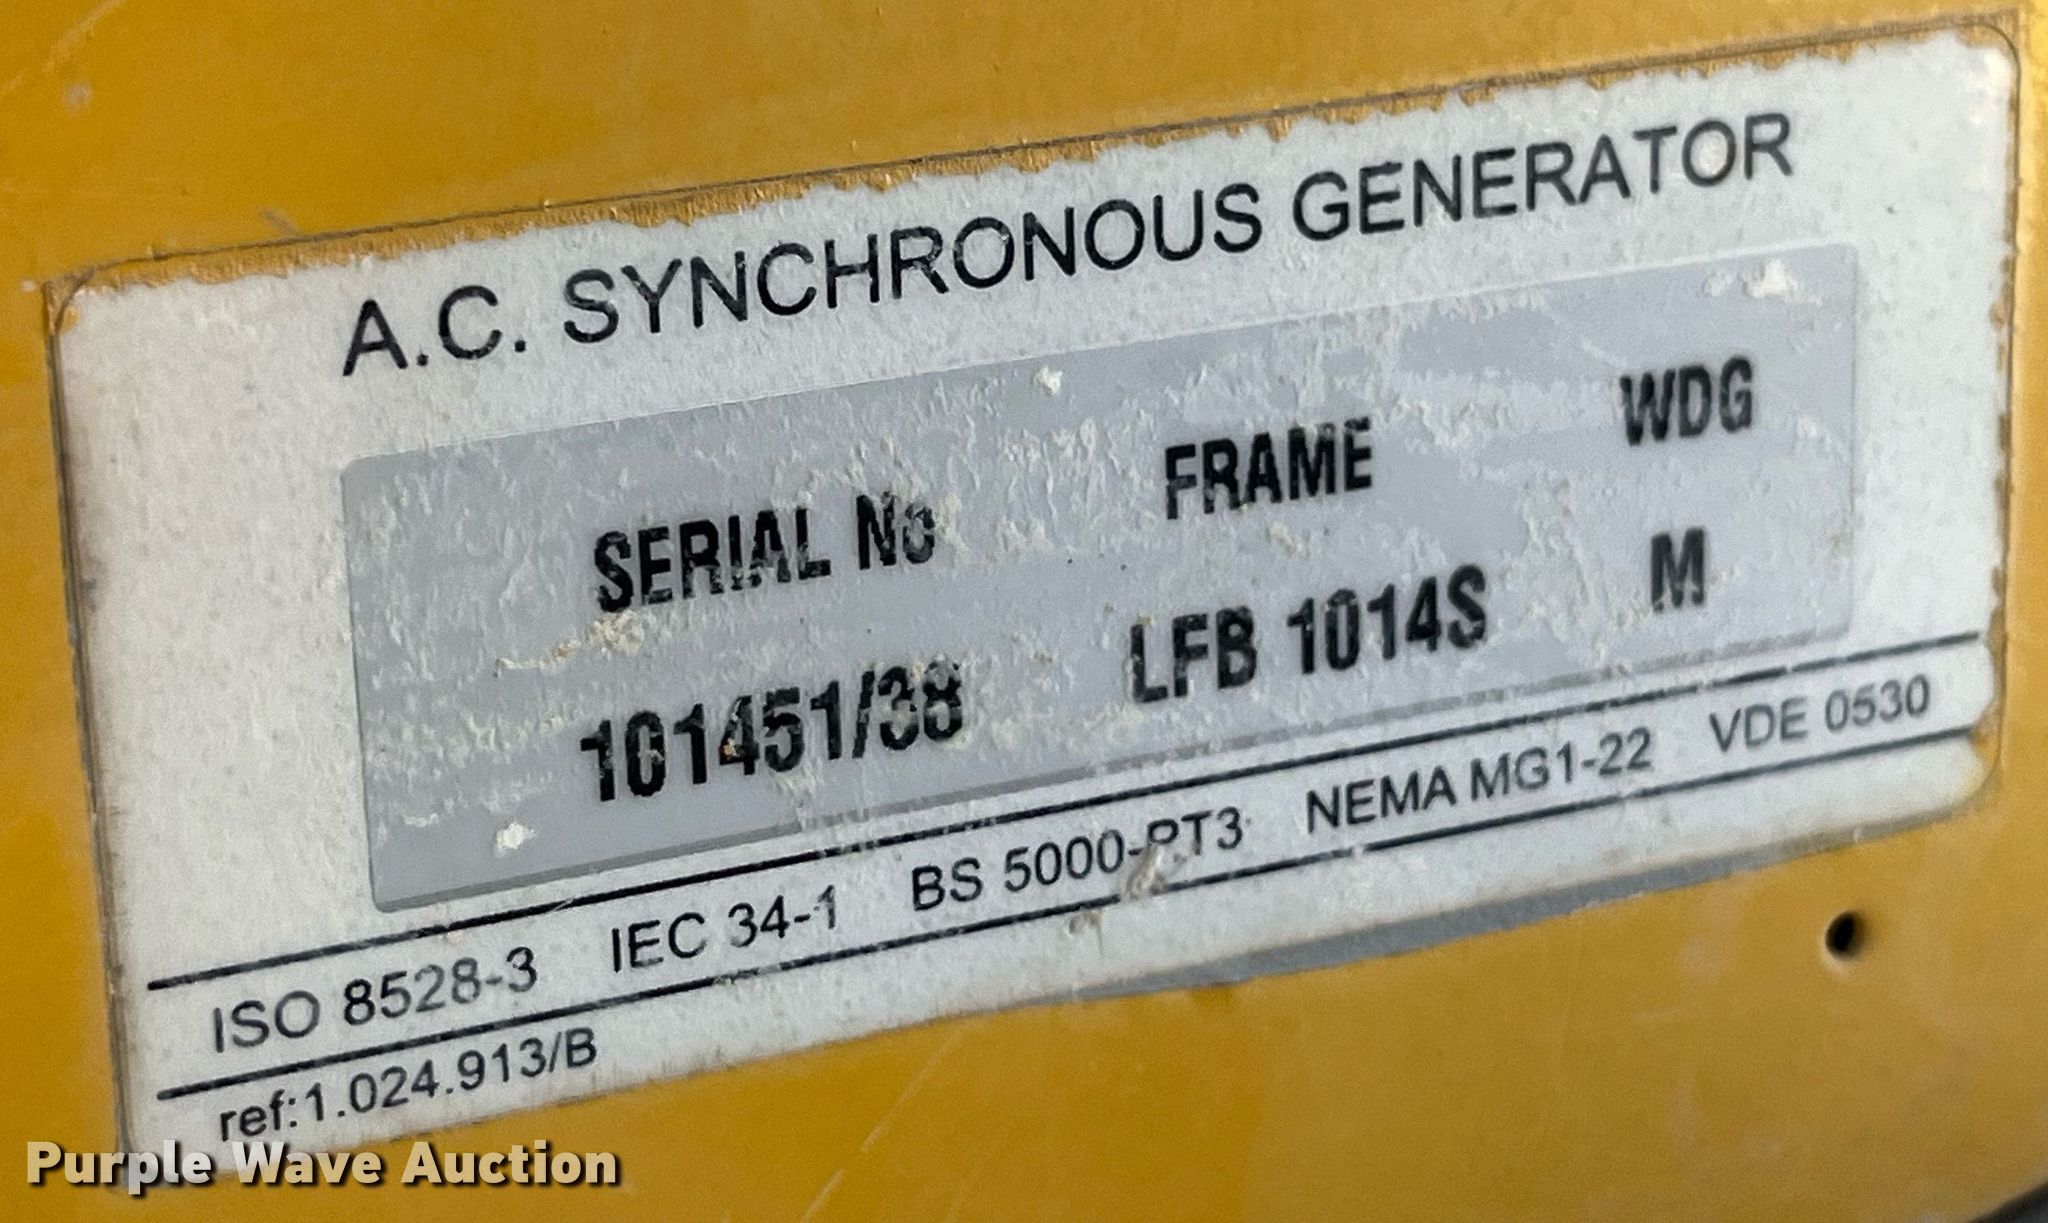 A.C. SYNCHRONOUS GENERATOR
SERIAL No FRAME WDG
101451/38 LFB 1014S M
ISO 8528-3 IEC 34-1 BS 5000-PT3 NEMA MG1-22 VDE 0530
ref:1.024.913/B
Purple Wave Auction